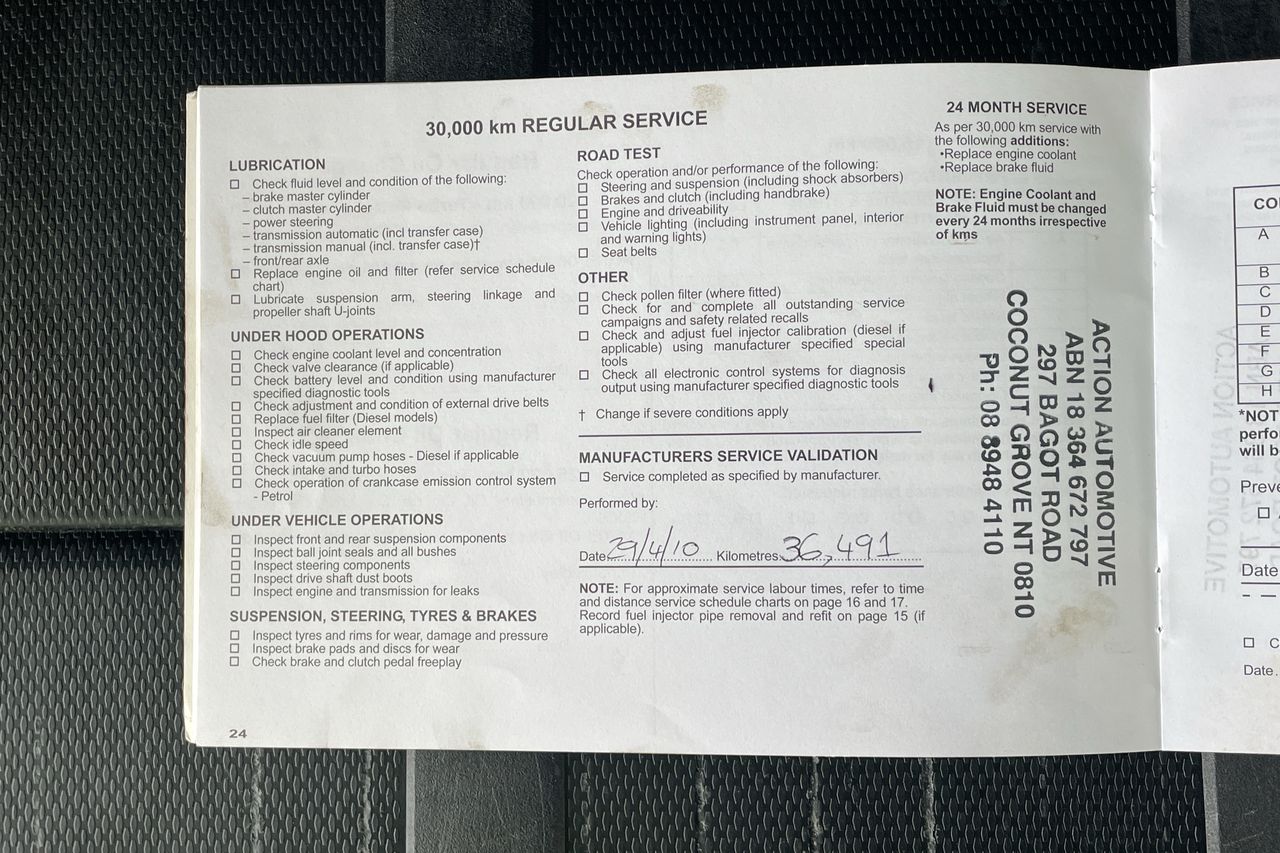 30,000 km REGULAR SERVICE
LUBRICATION
☐ Check fluid level and condition of the following:
– brake master cylinder
– clutch master cylinder
– power steering
– transmission automatic (incl transfer case)
– transmission manual (incl. transfer case)†
– front/rear axle
☐ Replace engine oil and filter (refer service schedule
chart)
☐ Lubricate suspension arm, steering linkage and
propeller shaft U-joints
UNDER HOOD OPERATIONS
☐ Check engine coolant level and concentration
☐ Check valve clearance (if applicable)
☐ Check battery level and condition using manufacturer
specified diagnostic tools
☐ Check adjustment and condition of external drive belts
☐ Replace fuel filter (Diesel models)
☐ Inspect air cleaner element
☐ Check idle speed
☐ Check vacuum pump hoses - Diesel if applicable
☐ Check intake and turbo hoses
☐ Check operation of crankcase emission control system
- Petrol
UNDER VEHICLE OPERATIONS
☐ Inspect front and rear suspension components
☐ Inspect ball joint seals and all bushes
☐ Inspect steering components
☐ Inspect drive shaft dust boots
☐ Inspect engine and transmission for leaks
SUSPENSION, STEERING, TYRES & BRAKES
☐ Inspect tyres and rims for wear, damage and pressure
☐ Inspect brake pads and discs for wear
☐ Check brake and clutch pedal freeplay
24
ROAD TEST
Check operation and/or performance of the following:
☐ Steering and suspension (including shock absorbers)
☐ Brakes and clutch (including handbrake)
☐ Engine and driveability
☐ Vehicle lighting (including instrument panel, interior
and warning lights)
☐ Seat belts
OTHER
☐ Check pollen filter (where fitted)
☐ Check for and complete all outstanding service
campaigns and safety related recalls
☐ Check and adjust fuel injector calibration (diesel if
applicable) using manufacturer specified special
tools
☐ Check all electronic control systems for diagnosis
output using manufacturer specified diagnostic tools
† Change if severe conditions apply
MANUFACTURERS SERVICE VALIDATION
☐ Service completed as specified by manufacturer.
Performed by:
Date 29/4/10 Kilometres 36,491
NOTE: For approximate service labour times, refer to time
and distance service schedule charts on page 16 and 17.
Record fuel injector pipe removal and refit on page 15 (if
applicable).
24 MONTH SERVICE
As per 30,000 km service with
the following additions:
•Replace engine coolant
•Replace brake fluid
NOTE: Engine Coolant and
Brake Fluid must be changed
every 24 months irrespective
of kms
ACTION AUTOMOTIVE
ABN 18 364 672 797
297 BAGOT ROAD
COCONUT GROVE NT 0810
Ph: 08 8948 4110
CO
A
B
C
D
E
F
G
H
*NOT
perfo
will b
Preve
☐
Date
☐ C
Date.